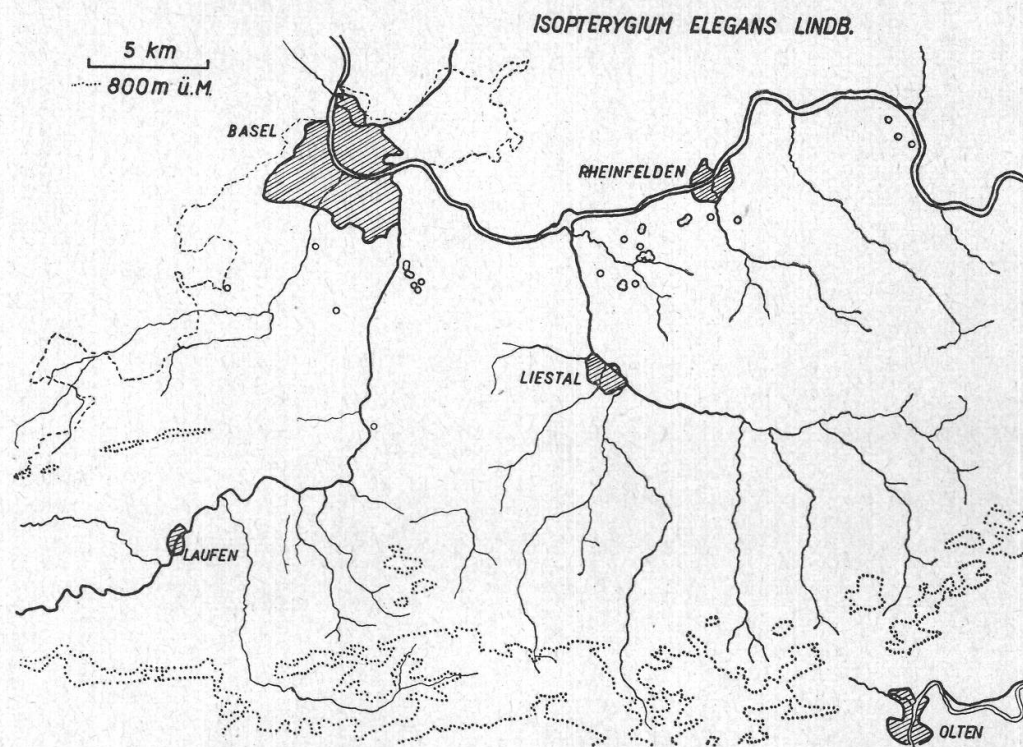 ISOPTERYGIUM ELEGANS LINDB.
5 km
800 m ü.M.
BASEL
RHEINFELDEN
LIESTAL
LAUFEN
OLTEN